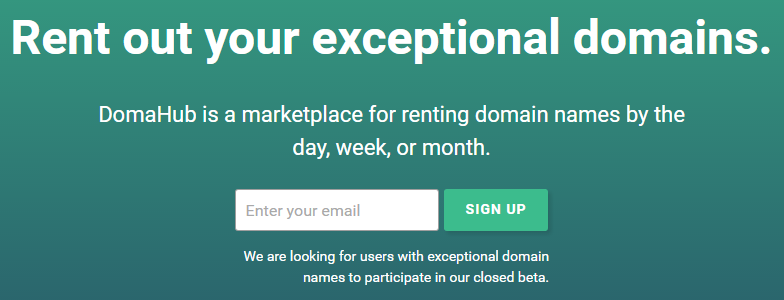 Rent out your exceptional domains.
DomaHub is a marketplace for renting domain names by the
day, week, or month.
Enter your email
SIGN UP
We are looking for users with exceptional domain
names to participate in our closed beta.